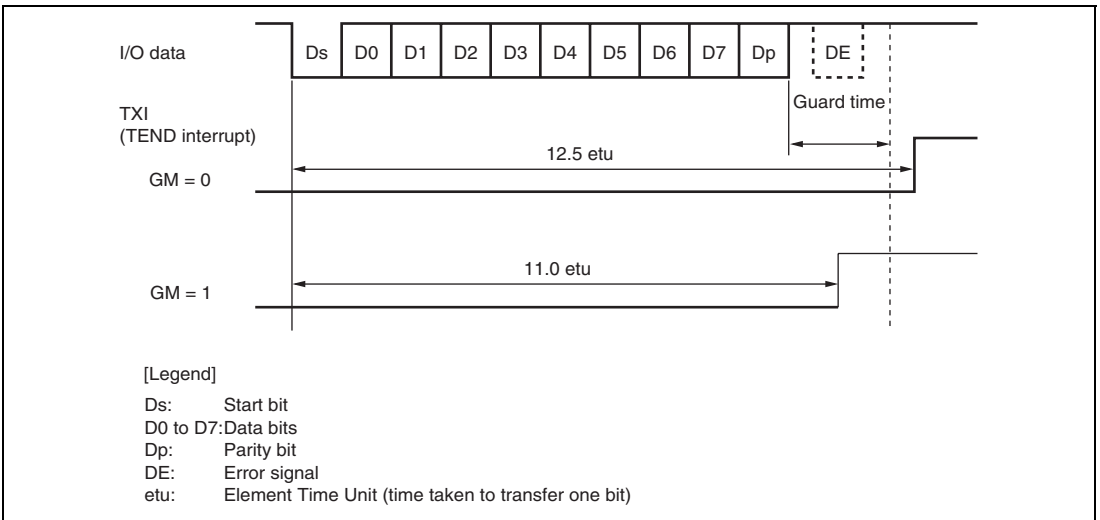 I/O data
Ds D0 D1 D2 D3 D4 D5 D6 D7 Dp DE
Guard time
TXI
(TEND interrupt)
12.5 etu
GM = 0
11.0 etu
GM = 1
[Legend]
Ds: Start bit
D0 to D7:Data bits
Dp: Parity bit
DE: Error signal
etu: Element Time Unit (time taken to transfer one bit)